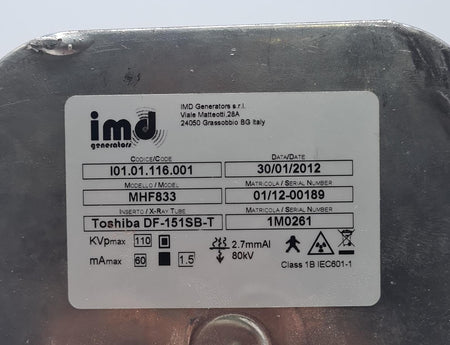 imd
generators
IMD Generators s.r.l.
Viale Matteotti,28A
24050 Grassobbio BG Italy
CODICE/CODE DATA/DATE
I01.01.116.001 30/01/2012
MODELLO / MODEL MATRICOLA / SERIAL NUMBER
MHF833 01/12-00189
INSERTO / X-RAY TUBE MATRICOLA / SERIAL NUMBER
Toshiba DF-151SB-T 1M0261
KVpmax 110 2.7mmAl
80kV
mAmax 60 1.5 Class 1B IEC601-1